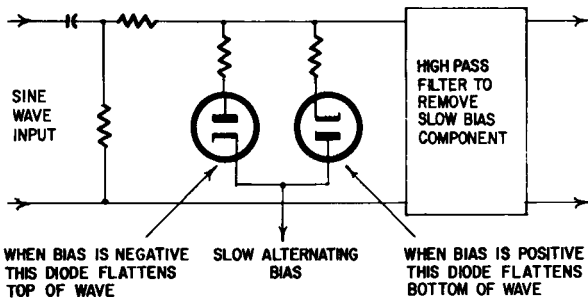 SINE
WAVE
INPUT
HIGH PASS
FILTER TO
REMOVE
SLOW BIAS
COMPONENT
WHEN BIAS IS NEGATIVE
THIS DIODE FLATTENS
TOP OF WAVE
SLOW ALTERNATING
BIAS
WHEN BIAS IS POSITIVE
THIS DIODE FLATTENS
BOTTOM OF WAVE